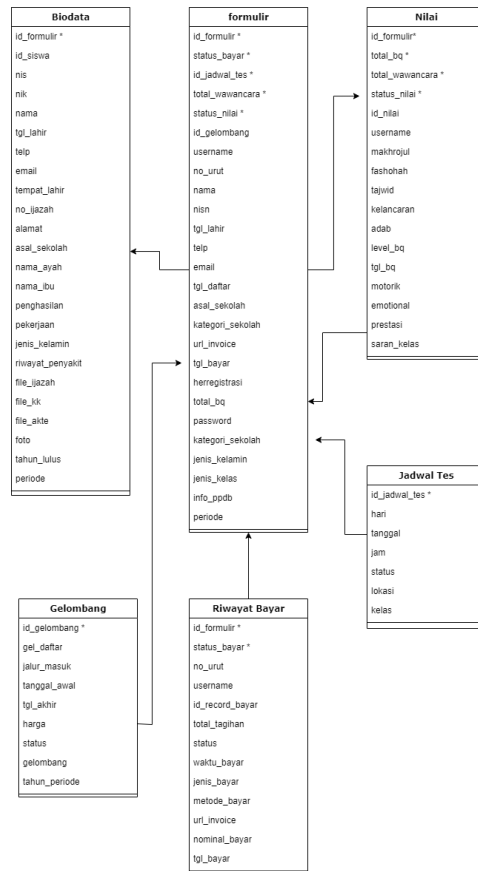 Biodata
id_formulir *
id_siswa
nis
nik
nama
tgl_lahir
telp
email
tempat_lahir
no_ijazah
alamat
asal_sekolah
nama_ayah
nama_ibu
penghasilan
pekerjaan
jenis_kelamin
riwayat_penyakit
file_ijazah
file_kk
file_akte
foto
tahun_lulus
periode
formulir
id_formulir *
status_bayar *
id_jadwal_tes *
total_wawancara *
status_nilai *
id_gelombang
username
no_urut
nama
nisn
tgl_lahir
telp
email
tgl_daftar
asal_sekolah
kategori_sekolah
url_invoice
tgl_bayar
herregistrasi
total_bq
password
kategori_sekolah
jenis_kelamin
jenis_kelas
info_ppdb
periode
Nilai
id_formulir*
total_bq *
total_wawancara *
status_nilai *
id_nilai
username
makhrojul
fashohah
tajwid
kelancaran
adab
level_bq
tgl_bq
motorik
emotional
prestasi
saran_kelas
Jadwal Tes
id_jadwal_tes *
hari
tanggal
jam
status
lokasi
kelas
Gelombang
id_gelombang *
gel_daftar
jalur_masuk
tanggal_awal
tgl_akhir
harga
status
gelombang
tahun_periode
Riwayat Bayar
id_formulir *
status_bayar *
no_urut
username
id_record_bayar
total_tagihan
status
waktu_bayar
jenis_bayar
metode_bayar
url_invoice
nominal_bayar
tgl_bayar